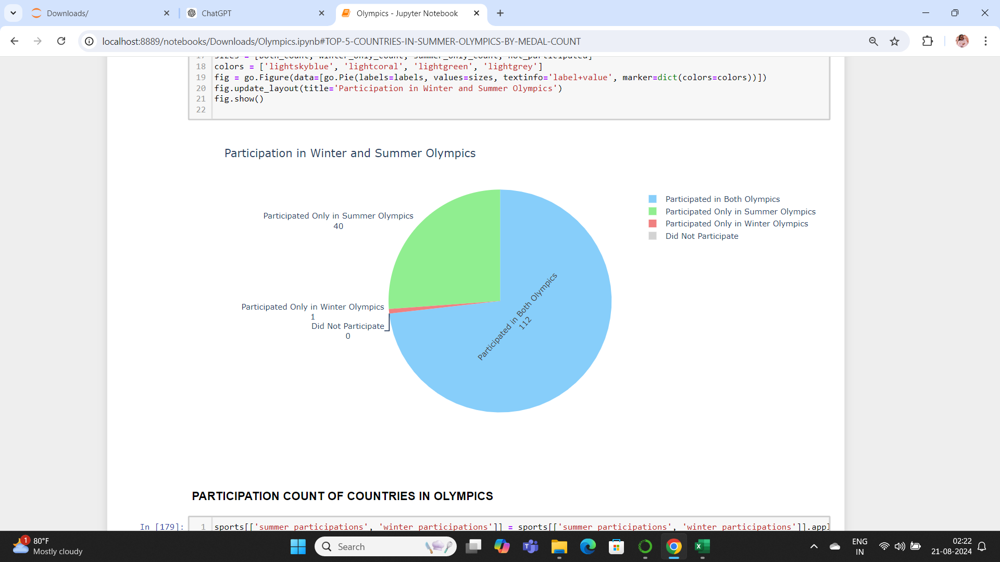 Downloads/
ChatGPT
Olympics - Jupyter Notebook
localhost:8889/notebooks/Downloads/Olympics.ipynb#TOP-5-COUNTRIES-IN-SUMMER-OLYMPICS-BY-MEDAL-COUNT
17 sizes = [both_count, winter_only_count, summer_only_count, not_participated]
18 colors = ['lightskyblue', 'lightcoral', 'lightgreen', 'lightgrey']
19 fig = go.Figure(data=[go.Pie(labels=labels, values=sizes, textinfo='label+value', marker=dict(colors=colors))])
20 fig.update_layout(title='Participation in Winter and Summer Olympics')
21 fig.show()
22
Participation in Winter and Summer Olympics
Participated in Both Olympics
Participated Only in Summer Olympics
Participated Only in Winter Olympics
Did Not Participate
Participated Only in Summer Olympics
40
Participated in Both Olympics
112
Participated Only in Winter Olympics
1
Did Not Participate
0
PARTICIPATION COUNT OF COUNTRIES IN OLYMPICS
In [179]: 1 sports[['summer_participations', 'winter_participations']] = sports[['summer_participations', 'winter_participations']].appl
1
80°F
Mostly cloudy
Search
ENG
IN
02:22
21-08-2024